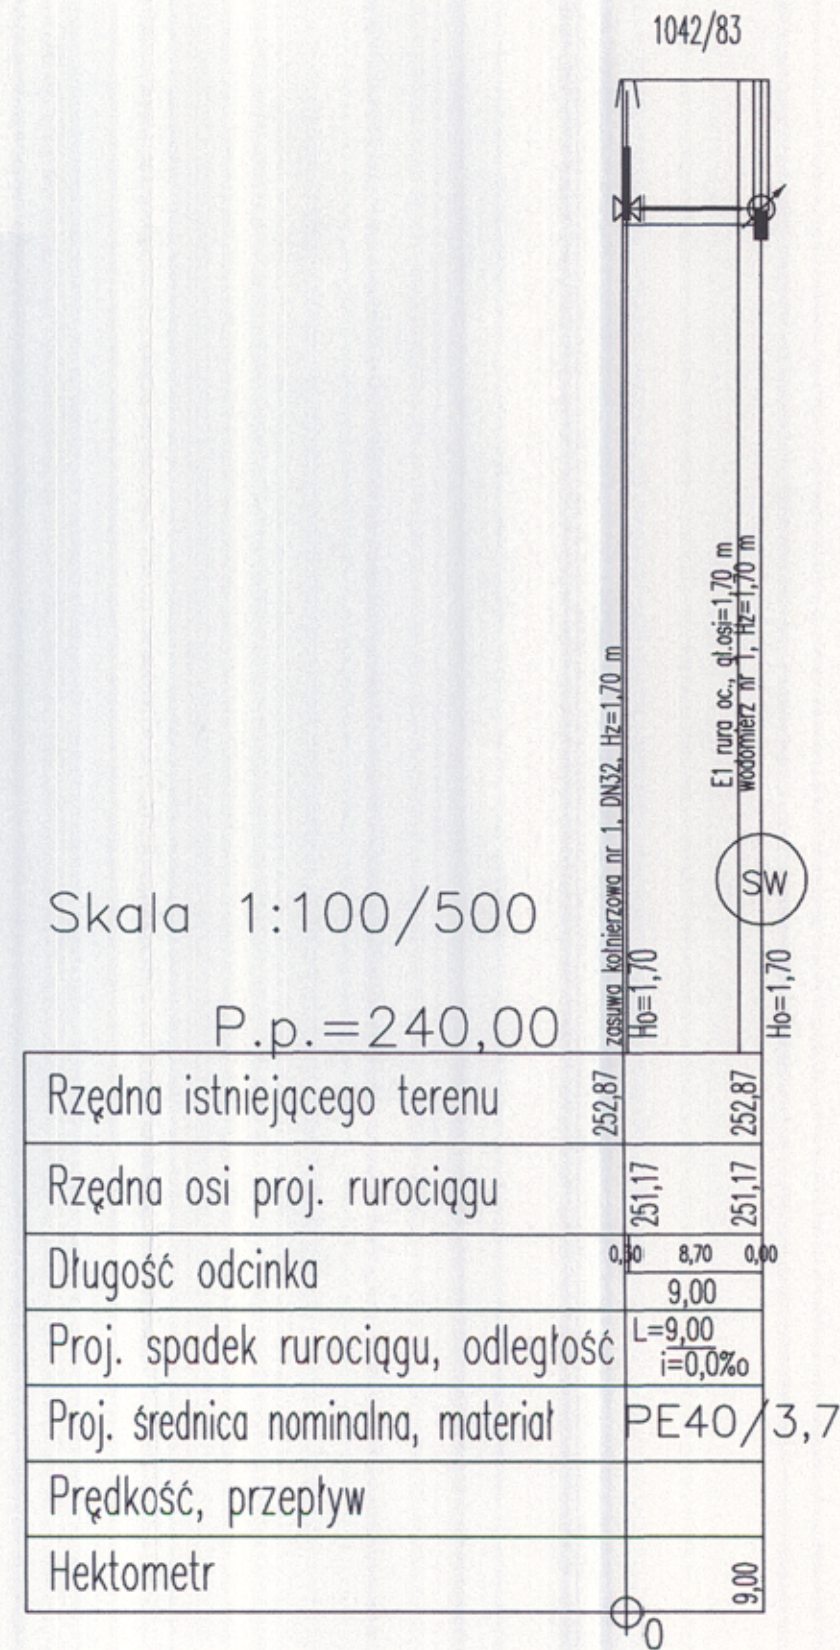 1042/83
E1 rura oc., gł.osi=1,70 m
wodomierz nr 1, Hz=1,70 m
zasuwa kołnierzowa nr 1, DN32, Hz=1,70 m
SW
Skala 1:100/500
Ho=1,70
Ho=1,70
P.p.=240,00
Rzędna istniejącego terenu 252,87 252,87
Rzędna osi proj. rurociągu 251,17 251,17
Długość odcinka 0,30 8,70 0,00
9,00
Proj. spadek rurociągu, odległość L=9,00
i=0,0‰
Proj. średnica nominalna, materiał PE40/3,7
Prędkość, przepływ
Hektometr 9,00
0